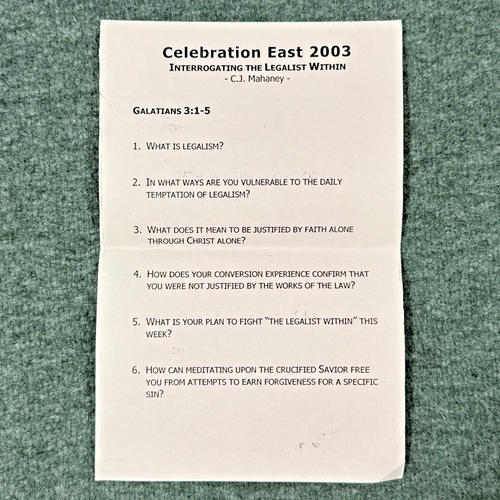 Celebration East 2003
Interrogating the Legalist Within
- C.J. Mahaney -
Galatians 3:1-5
1. What is legalism?
2. In what ways are you vulnerable to the daily
temptation of legalism?
3. What does it mean to be justified by faith alone
through Christ alone?
4. How does your conversion experience confirm that
you were not justified by the works of the law?
5. What is your plan to fight "the legalist within" this
week?
6. How can meditating upon the crucified Savior free
you from attempts to earn forgiveness for a specific
sin?